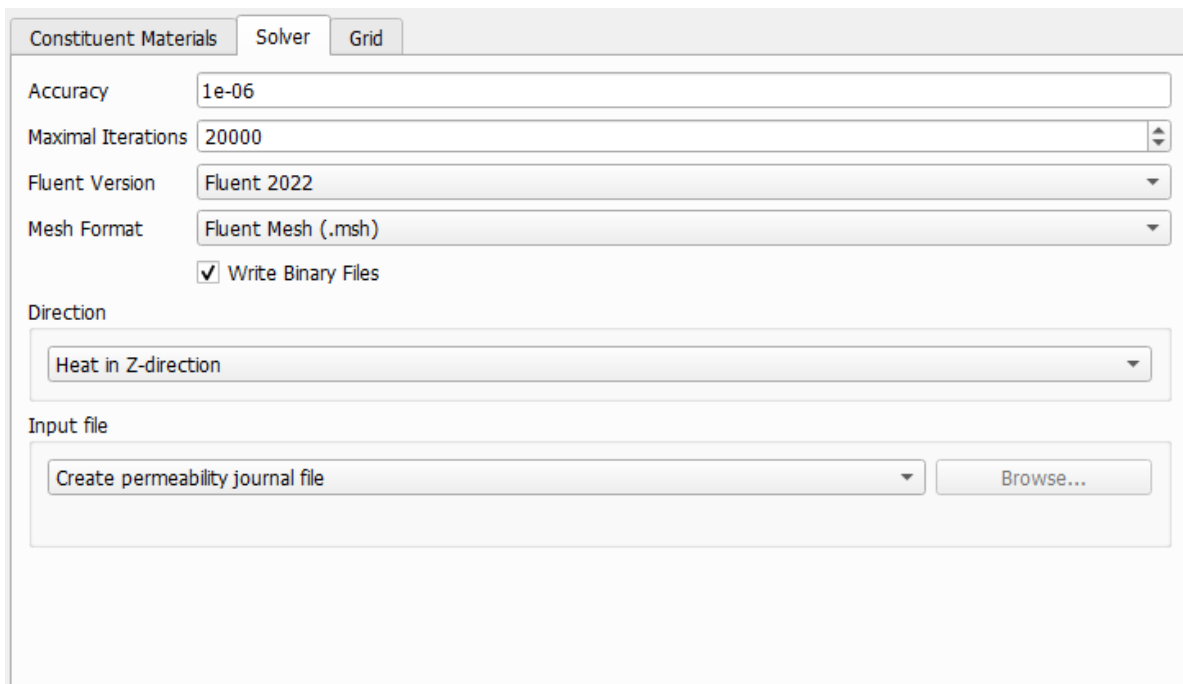 Constituent Materials Solver Grid
Accuracy 1e-06
Maximal Iterations 20000
Fluent Version Fluent 2022
Mesh Format Fluent Mesh (.msh)
Write Binary Files
Direction
Heat in Z-direction
Input file
Create permeability journal file Browse...